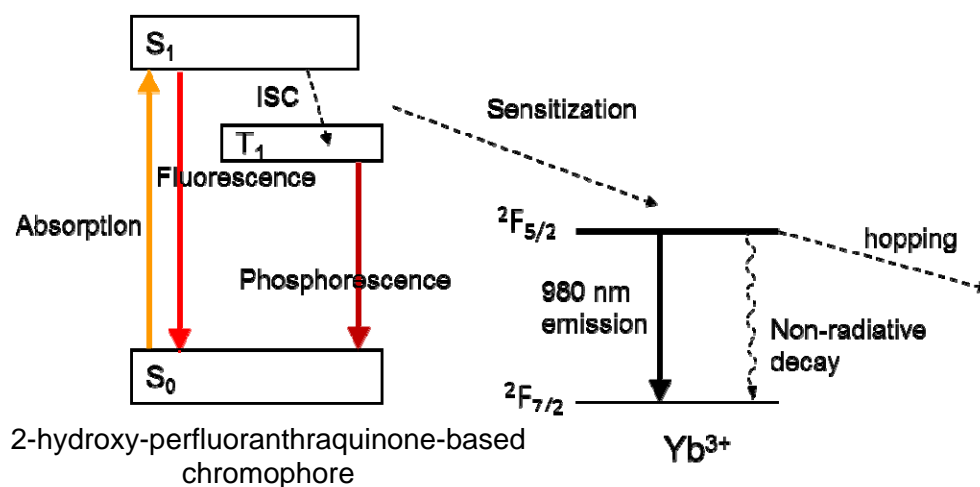 S₁
ISC
Sensitization
T₁
Fluorescence
Absorption
²F₅/₂
hopping
Phosphorescence
980 nm
emission
Non-radiative
decay
S₀
²F₇/₂
2-hydroxy-perfluoranthraquinone-based
chromophore
Yb³⁺